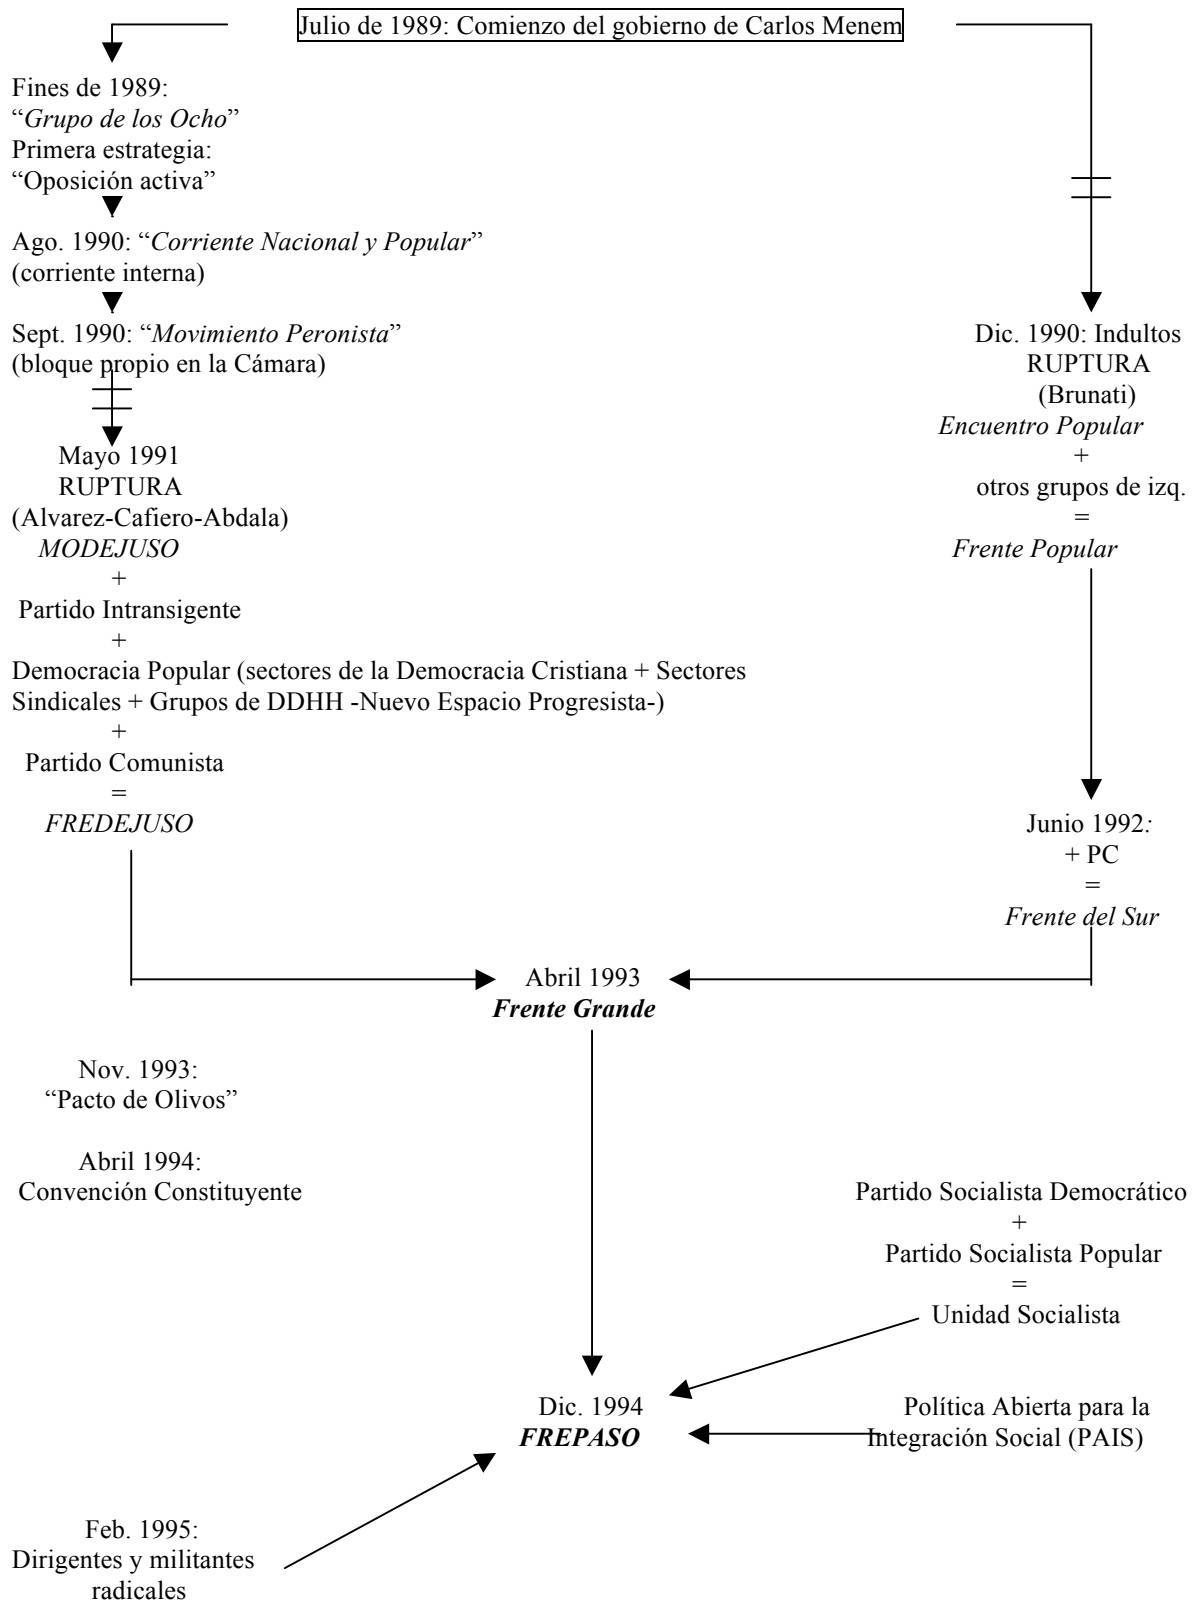 Julio de 1989: Comienzo del gobierno de Carlos Menem
Fines de 1989:
“Grupo de los Ocho”
Primera estrategia:
“Oposición activa”
Ago. 1990: “Corriente Nacional y Popular”
(corriente interna)
Sept. 1990: “Movimiento Peronista”
(bloque propio en la Cámara)
Mayo 1991
RUPTURA
(Alvarez-Cafiero-Abdala)
MODEJUSO
+
Partido Intransigente
+
Democracia Popular (sectores de la Democracia Cristiana + Sectores
Sindicales + Grupos de DDHH -Nuevo Espacio Progresista-)
+
Partido Comunista
=
FREDEJUSO
Dic. 1990: Indultos
RUPTURA
(Brunati)
Encuentro Popular
+
otros grupos de izq.
=
Frente Popular
Junio 1992:
+ PC
=
Frente del Sur
Abril 1993
Frente Grande
Nov. 1993:
“Pacto de Olivos”
Abril 1994:
Convención Constituyente
Partido Socialista Democrático
+
Partido Socialista Popular
=
Unidad Socialista
Dic. 1994
FREPASO
Política Abierta para la
Integración Social (PAIS)
Feb. 1995:
Dirigentes y militantes
radicales